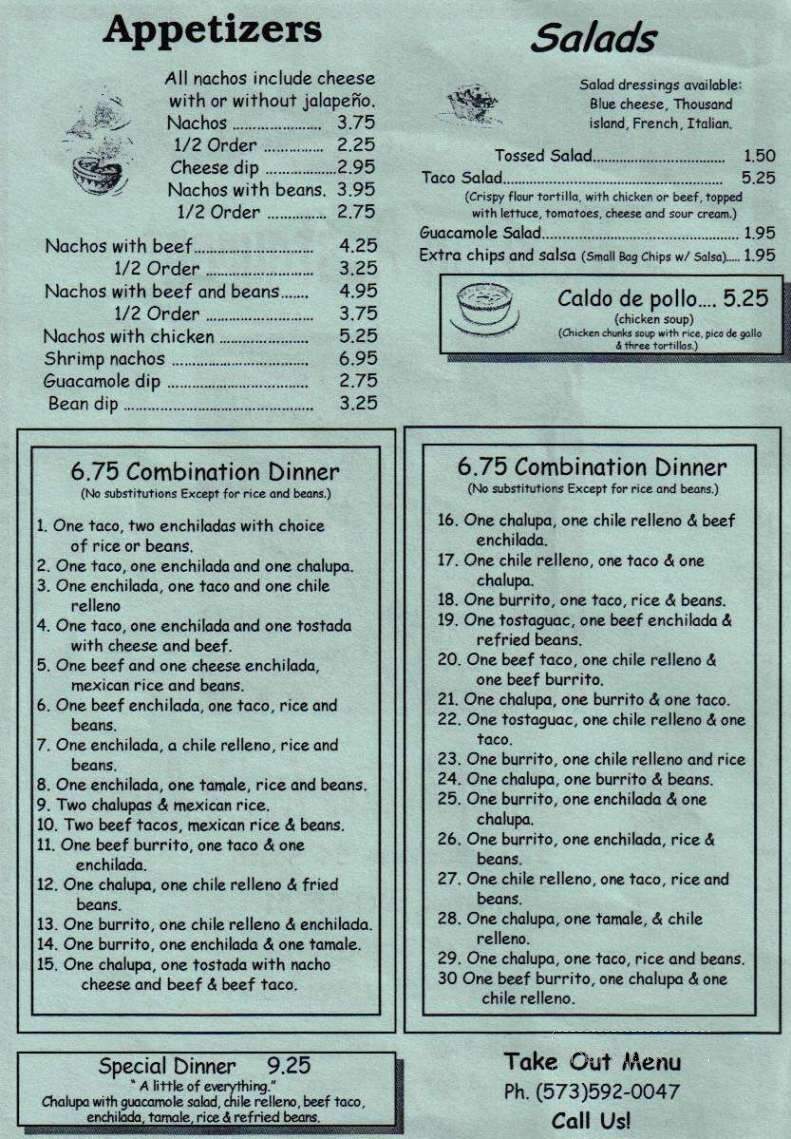 Appetizers
All nachos include cheese
with or without jalapeño.
Nachos ...................... 3.75
1/2 Order ............... 2.25
Cheese dip ..................2.95
Nachos with beans. 3.95
1/2 Order ............... 2.75
Nachos with beef.............................. 4.25
1/2 Order ........................... 3.25
Nachos with beef and beans....... 4.95
1/2 Order ........................... 3.75
Nachos with chicken ...................... 5.25
Shrimp nachos .................................. 6.95
Guacamole dip ................................... 2.75
Bean dip ............................................... 3.25
Salads
Salad dressings available:
Blue cheese, Thousand
island, French, Italian.
Tossed Salad................................. 1.50
Taco Salad....................................................... 5.25
(Crispy flour tortilla, with chicken or beef, topped
with lettuce, tomatoes, cheese and sour cream.)
Guacamole Salad................................................. 1.95
Extra chips and salsa (Small Bag Chips w/ Salsa)..... 1.95
Caldo de pollo.... 5.25
(chicken soup)
(Chicken chunks soup with rice, pico de gallo
& three tortillas.)
6.75 Combination Dinner
(No substitutions Except for rice and beans.)
1. One taco, two enchiladas with choice
of rice or beans.
2. One taco, one enchilada and one chalupa.
3. One enchilada, one taco and one chile
relleno
4. One taco, one enchilada and one tostada
with cheese and beef.
5. One beef and one cheese enchilada,
mexican rice and beans.
6. One beef enchilada, one taco, rice and
beans.
7. One enchilada, a chile relleno, rice and
beans.
8. One enchilada, one tamale, rice and beans.
9. Two chalupas & mexican rice.
10. Two beef tacos, mexican rice & beans.
11. One beef burrito, one taco & one
enchilada.
12. One chalupa, one chile relleno & fried
beans.
13. One burrito, one chile relleno & enchilada.
14. One burrito, one enchilada & one tamale.
15. One chalupa, one tostada with nacho
cheese and beef & beef taco.
6.75 Combination Dinner
(No substitutions Except for rice and beans.)
16. One chalupa, one chile relleno & beef
enchilada.
17. One chile relleno, one taco & one
chalupa.
18. One burrito, one taco, rice & beans.
19. One tostaguac, one beef enchilada &
refried beans.
20. One beef taco, one chile relleno &
one beef burrito.
21. One chalupa, one burrito & one taco.
22. One tostaguac, one chile relleno & one
taco.
23. One burrito, one chile relleno and rice
24. One chalupa, one burrito & beans.
25. One burrito, one enchilada & one
chalupa.
26. One burrito, one enchilada, rice &
beans.
27. One chile relleno, one taco, rice and
beans.
28. One chalupa, one tamale, & chile
relleno.
29. One chalupa, one taco, rice and beans.
30 One beef burrito, one chalupa & one
chile relleno.
Special Dinner 9.25
" A little of everything."
Chalupa with guacamole salad, chile relleno, beef taco,
enchilada, tamale, rice & refried beans.
Take Out Menu
Ph. (573)592-0047
Call Us!